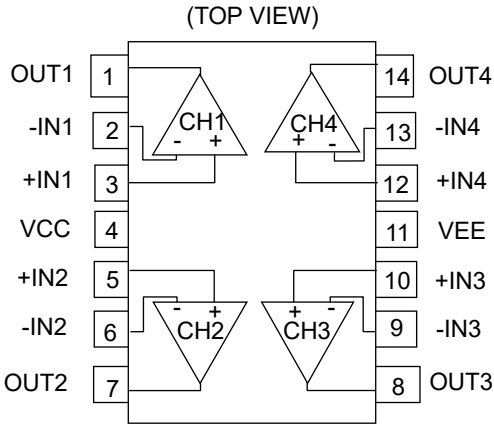 (TOP VIEW)
OUT1 1 14 OUT4
-IN1 2 CH1 CH4 13 -IN4
- + + -
+IN1 3 12 +IN4
VCC 4 11 VEE
+IN2 5 10 +IN3
- + + -
-IN2 6 CH2 CH3 9 -IN3
OUT2 7 8 OUT3